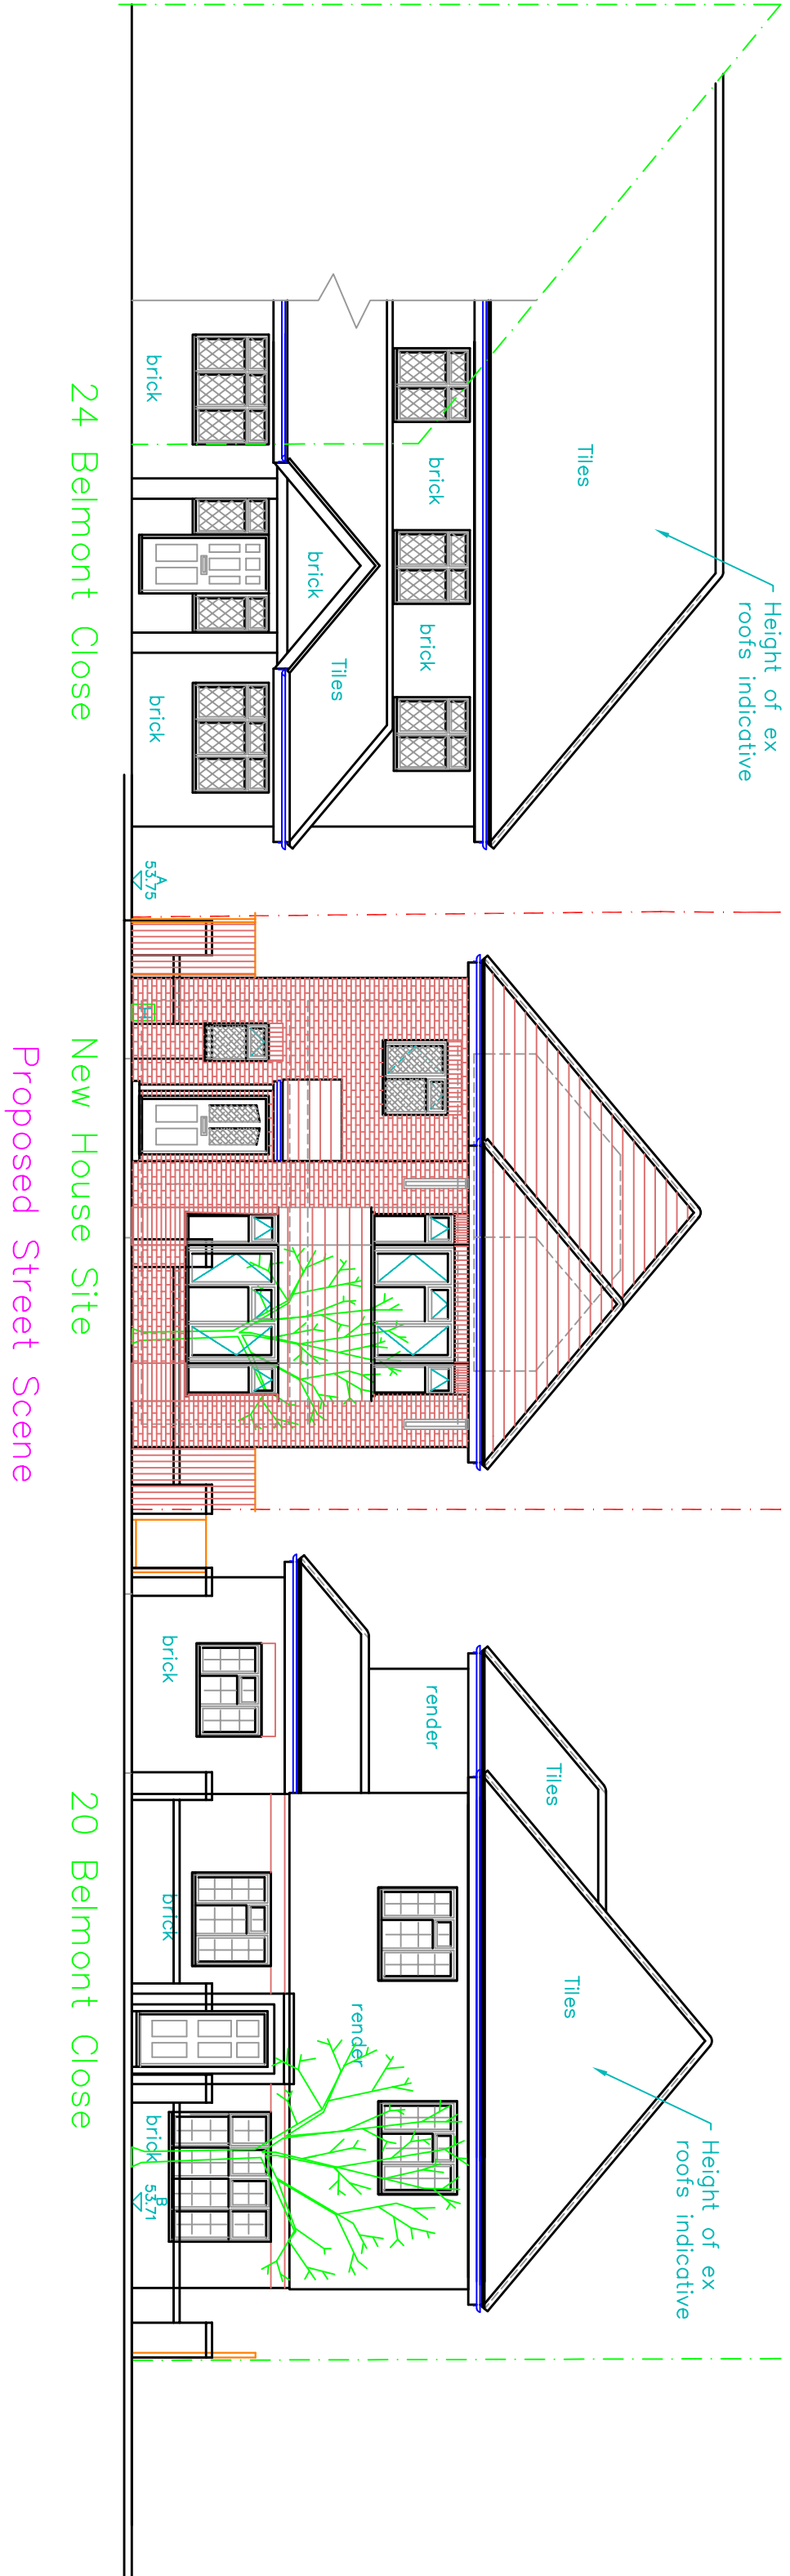 Height of ex
roofs indicative
Tiles
brick
brick
Tiles
brick
brick
brick
A
53.75
24 Belmont Close
New House Site
Proposed Street Scene
Height of ex
roofs indicative
Tiles
Tiles
render
render
brick
brick
brick
B
53.71
20 Belmont Close